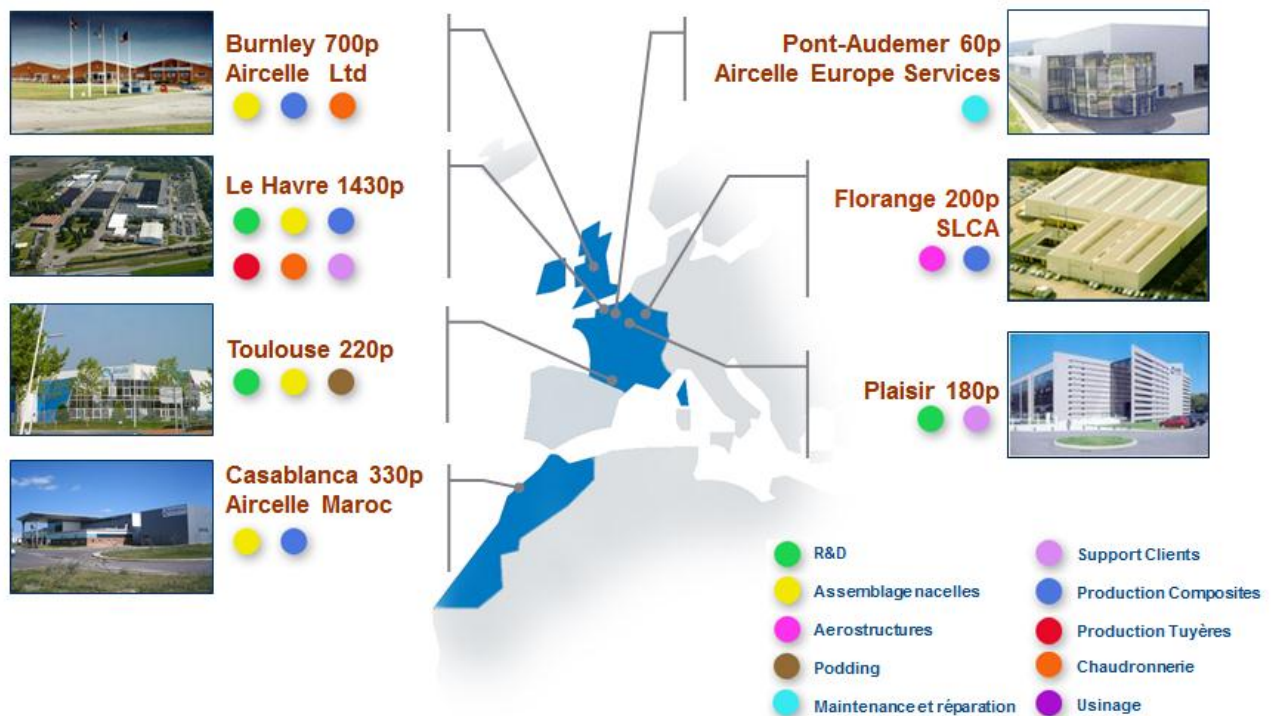 Burnley 700p
Aircelle Ltd
Le Havre 1430p
Toulouse 220p
Casablanca 330p
Aircelle Maroc
Pont-Audemer 60p
Aircelle Europe Services
Florange 200p
SLCA
Plaisir 180p
R&D
Assemblage nacelles
Aerostructures
Podding
Maintenance et réparation
Support Clients
Production Composites
Production Tuyères
Chaudronnerie
Usinage